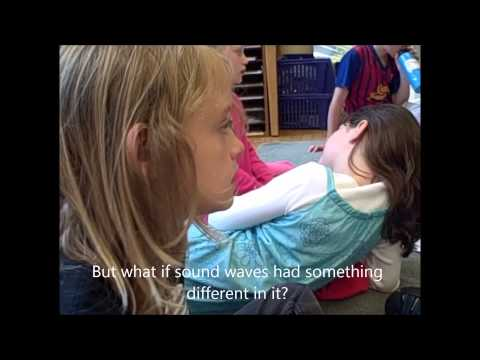 But what if sound waves had something
different in it?